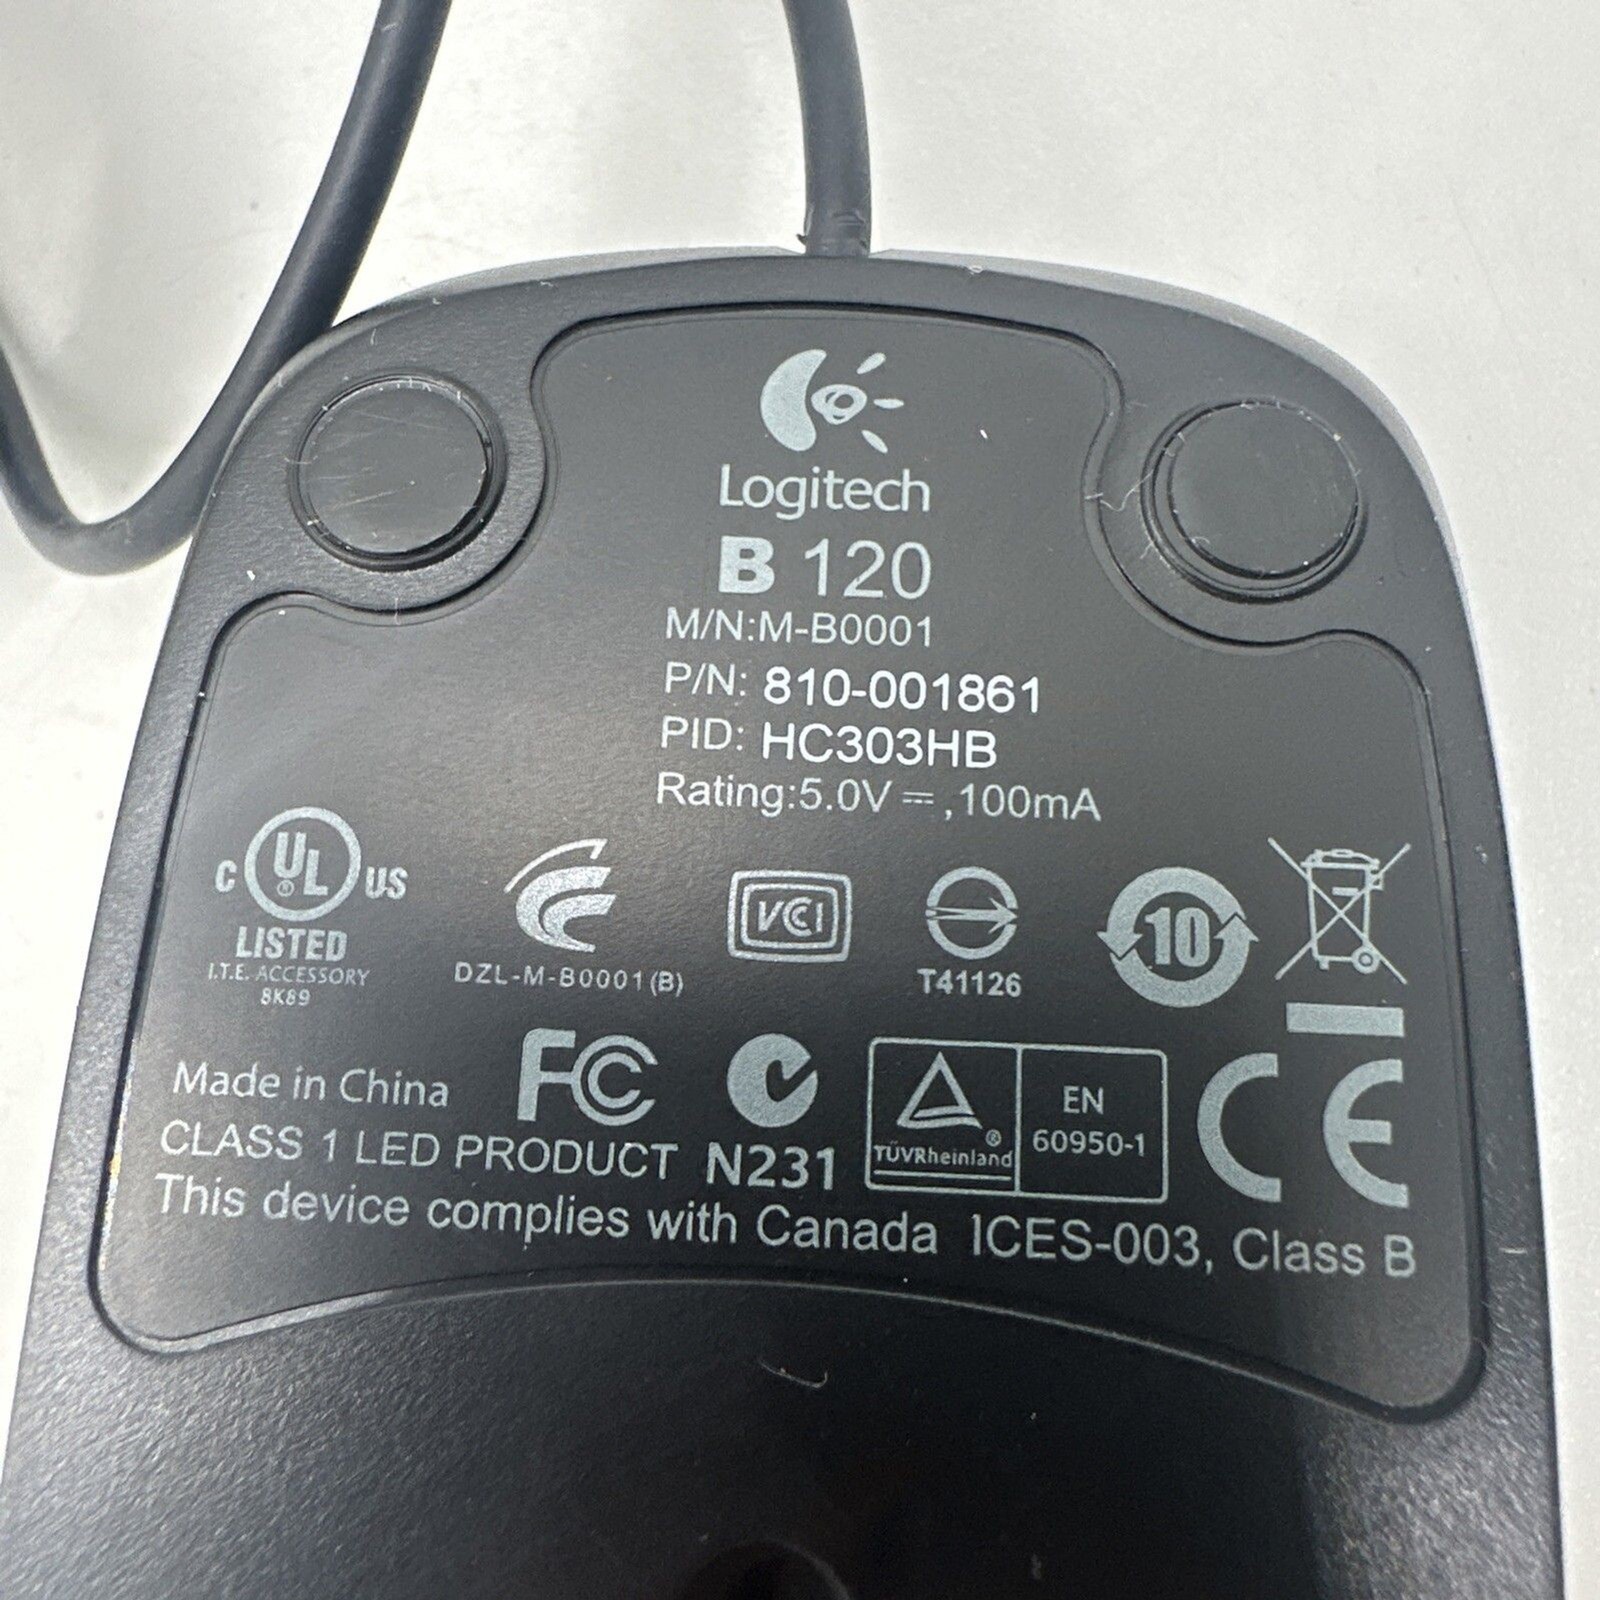 Logitech
B 120
M/N:M-B0001
P/N: 810-001861
PID: HC303HB
Rating:5.0V ⎓ ,100mA
C UL ® US
LISTED
I.T.E. ACCESSORY
8K89
DZL-M-B0001(B)
VCCI
T41126
10
Made in China
FC
TÜVRheinland ®
EN
60950-1
CE
CLASS 1 LED PRODUCT N231
This device complies with Canada ICES-003, Class B